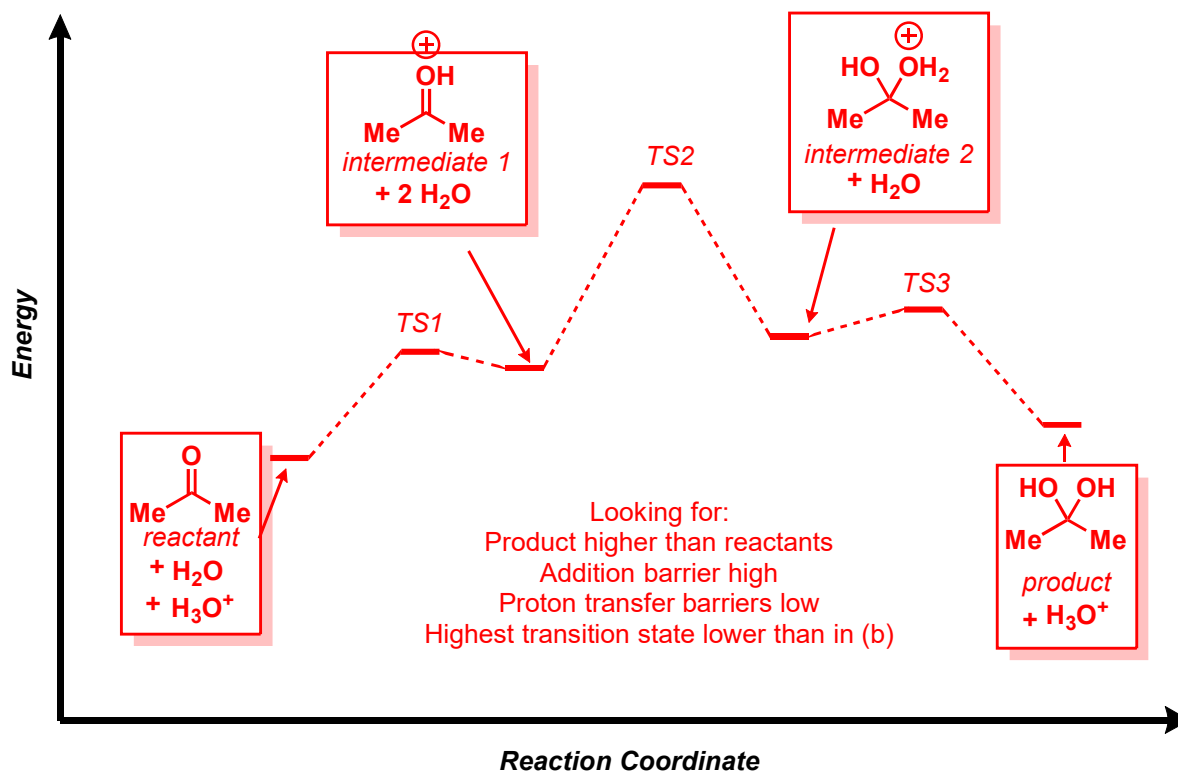 Energy
⊕
OH
Me Me
intermediate 1
+ 2 H₂O
⊕
HO OH₂
Me Me
intermediate 2
+ H₂O
TS2
TS3
TS1
O
Me Me
reactant
+ H₂O
+ H₃O⁺
Looking for:
Product higher than reactants
Addition barrier high
Proton transfer barriers low
Highest transition state lower than in (b)
HO OH
Me Me
product
+ H₃O⁺
Reaction Coordinate